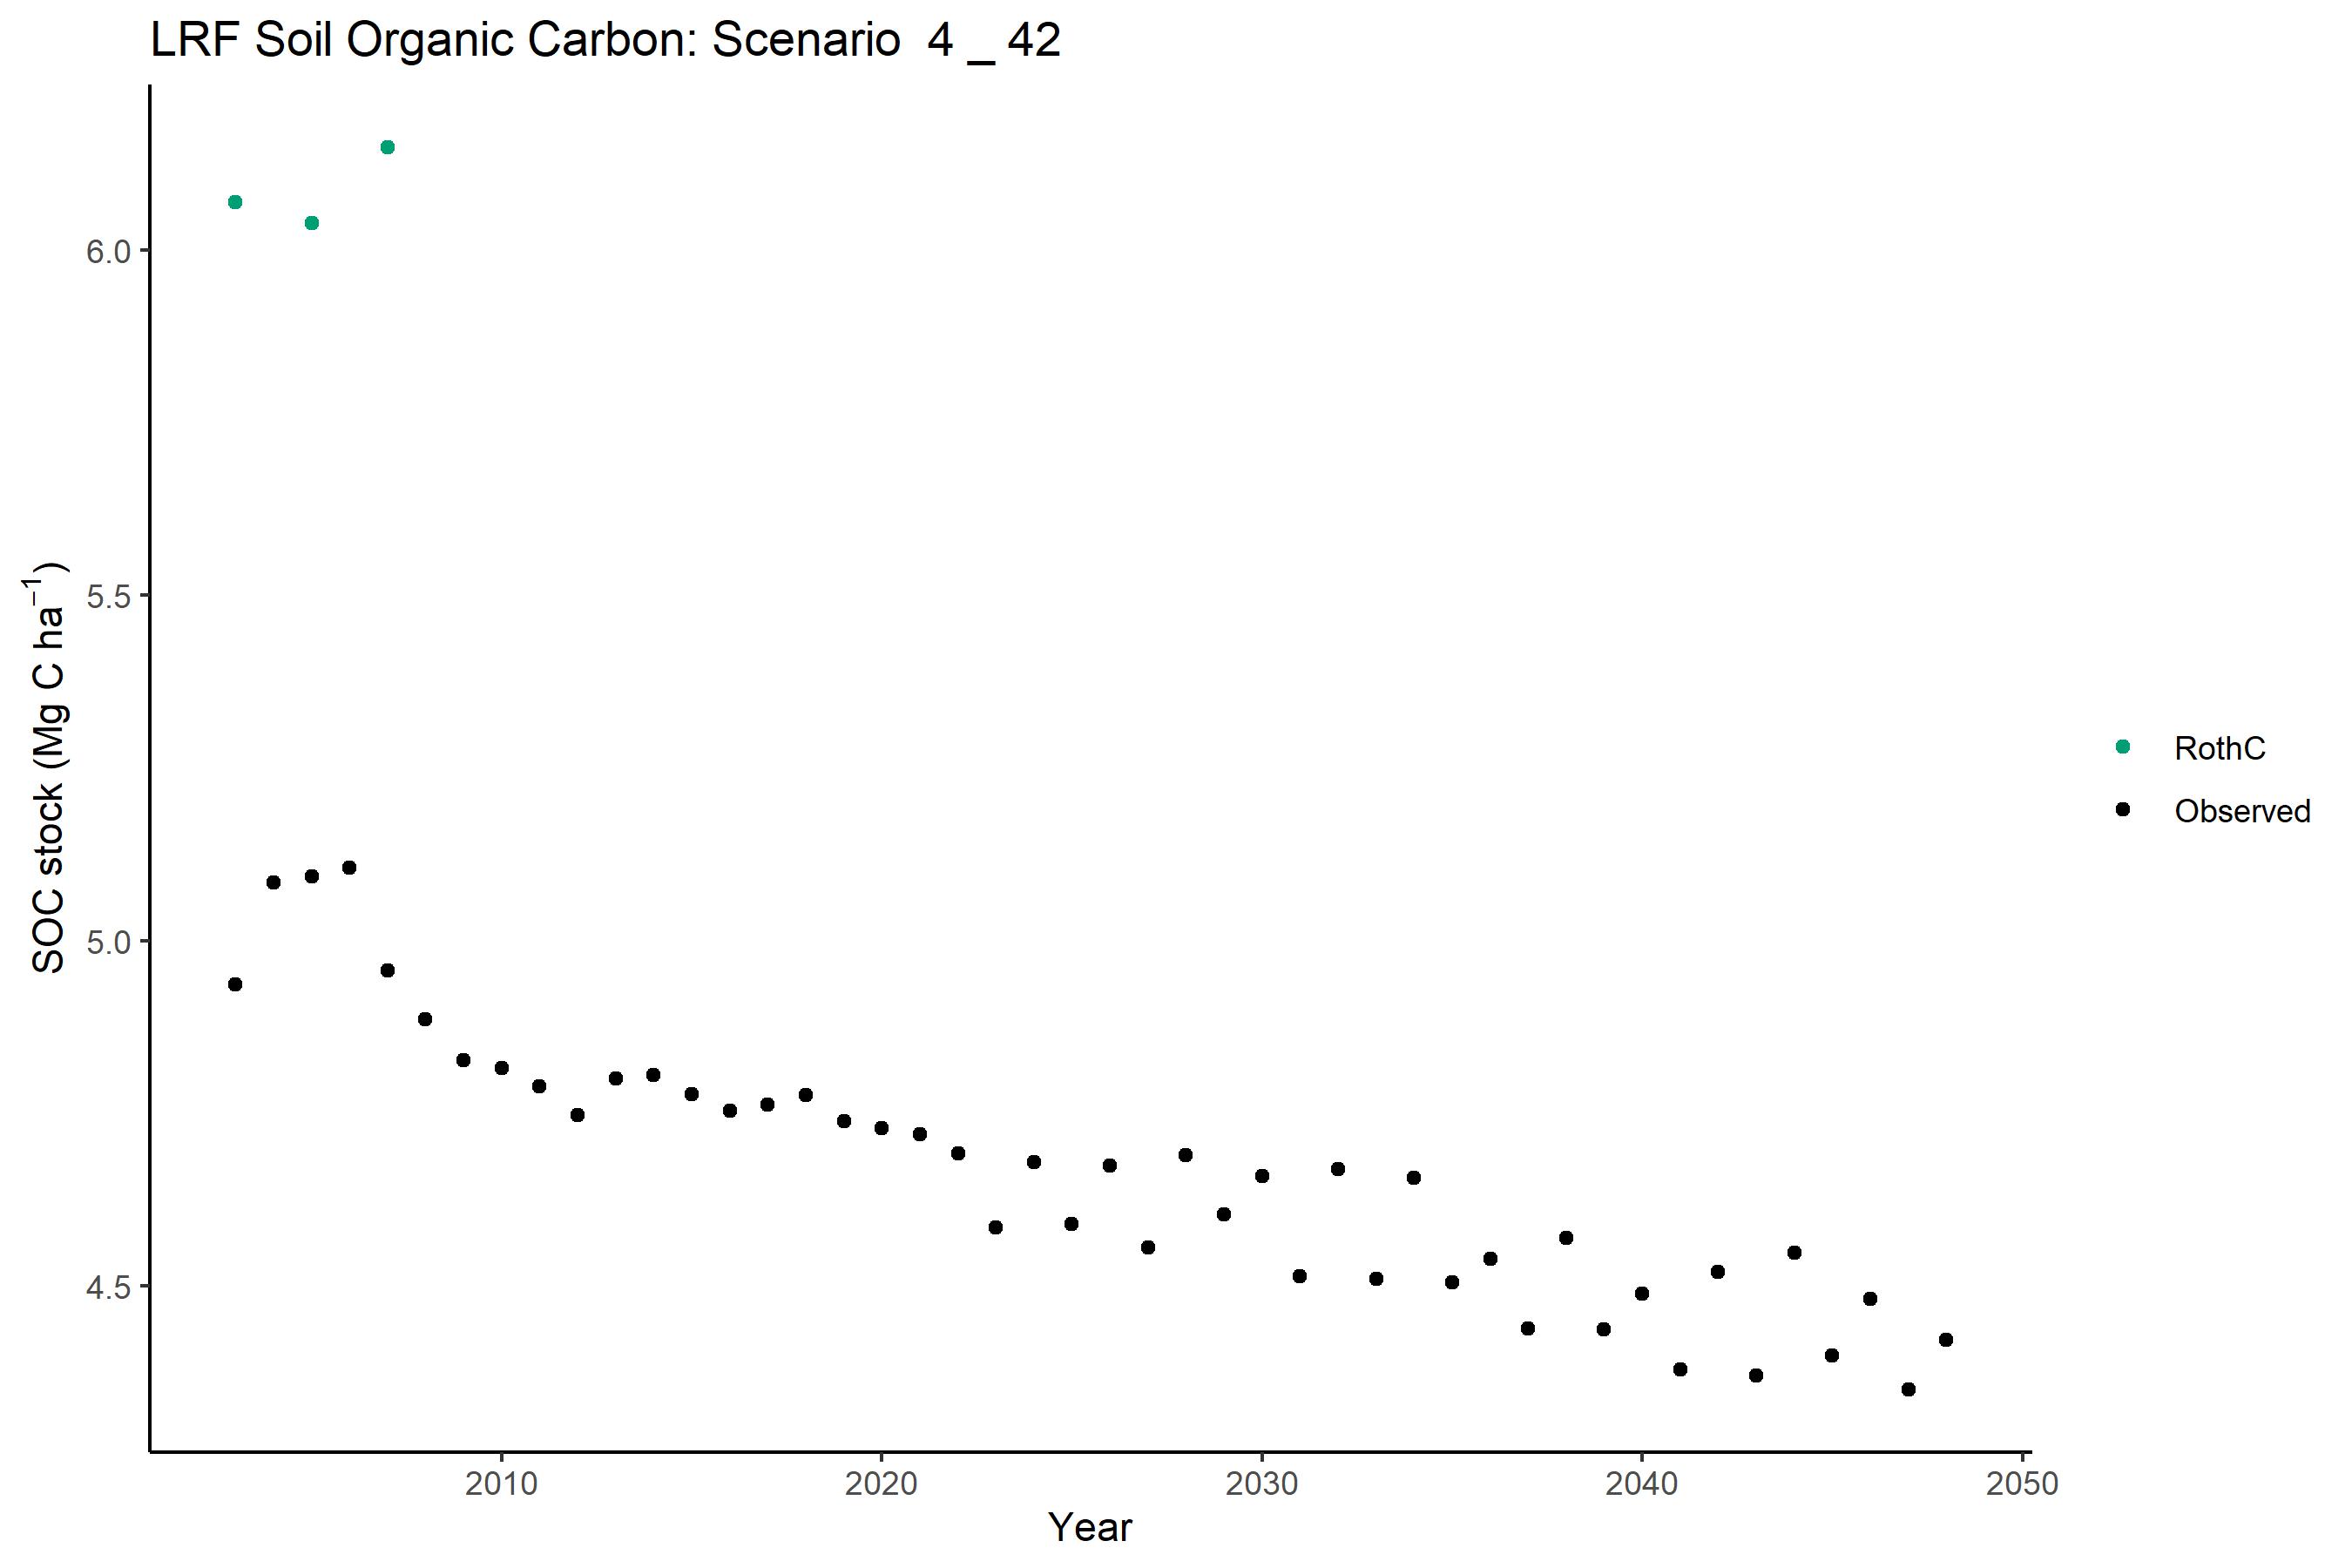 LRF Soil Organic Carbon: Scenario  4 _ 42
SOC stock (Mg C ha⁻¹)
6.0
5.5
5.0
4.5
2010
2020
2030
2040
2050
Year
RothC
Observed